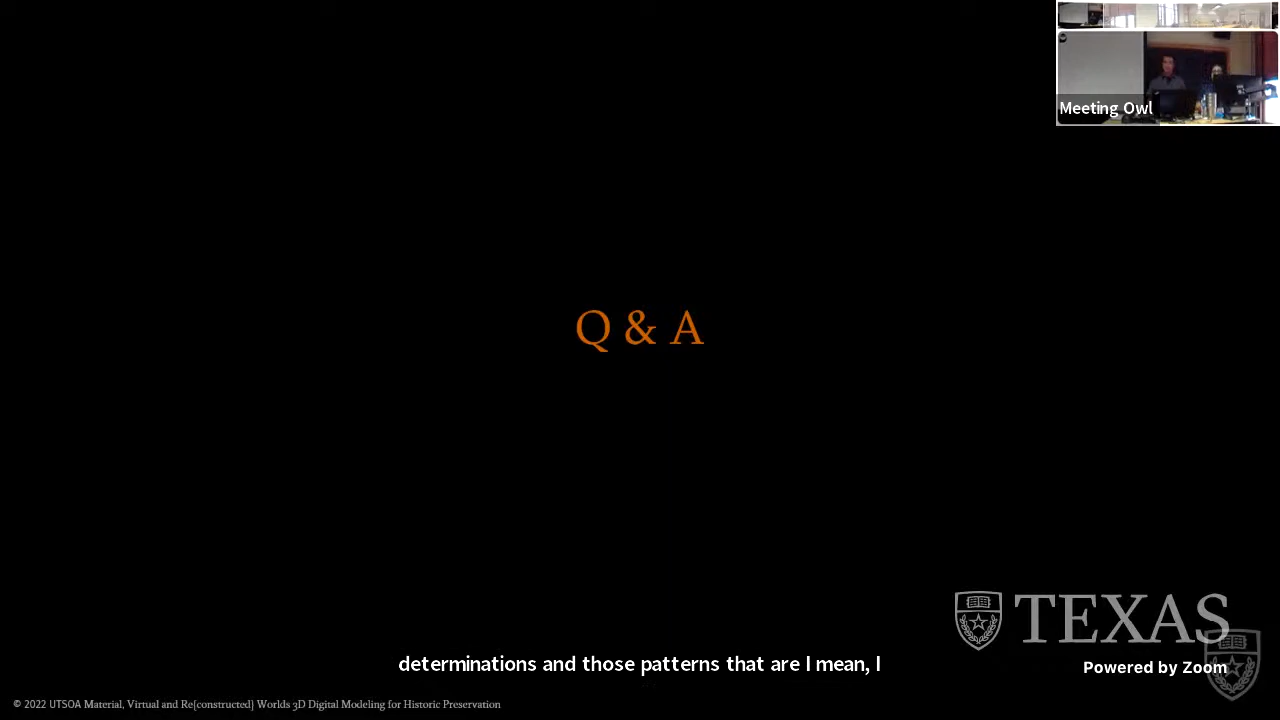 Meeting Owl
Q & A
TEXAS
determinations and those patterns that are I mean, I
Powered by Zoom
© 2022 UTSOA Material, Virtual and Re[constructed} Worlds 3D Digital Modeling for Historic Preservation